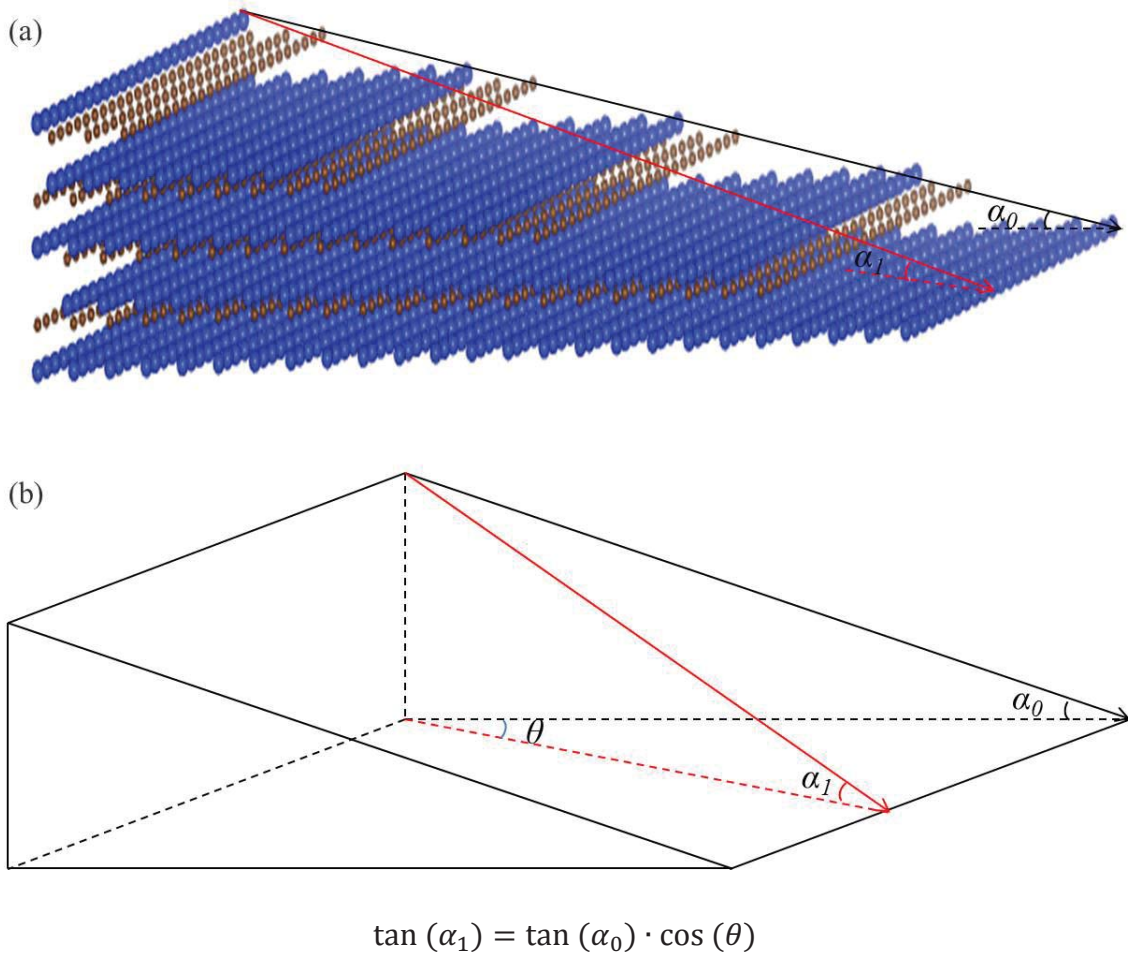 (a)
α₀
α₁
(b)
α₀
θ
α₁
tan (α₁) = tan (α₀) · cos (θ)